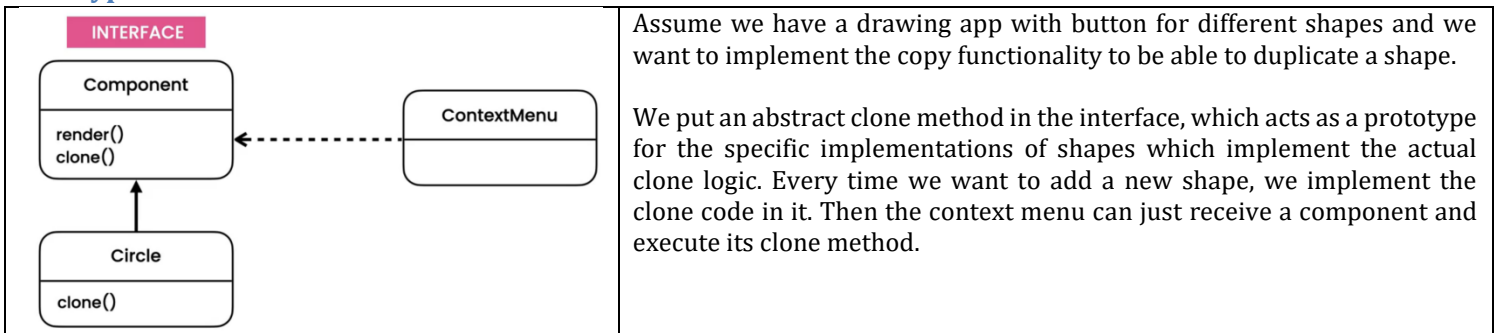 INTERFACE
Component
render()
clone()
ContextMenu
Circle
clone()
Assume we have a drawing app with button for different shapes and we
want to implement the copy functionality to be able to duplicate a shape.
We put an abstract clone method in the interface, which acts as a prototype
for the specific implementations of shapes which implement the actual
clone logic. Every time we want to add a new shape, we implement the
clone code in it. Then the context menu can just receive a component and
execute its clone method.